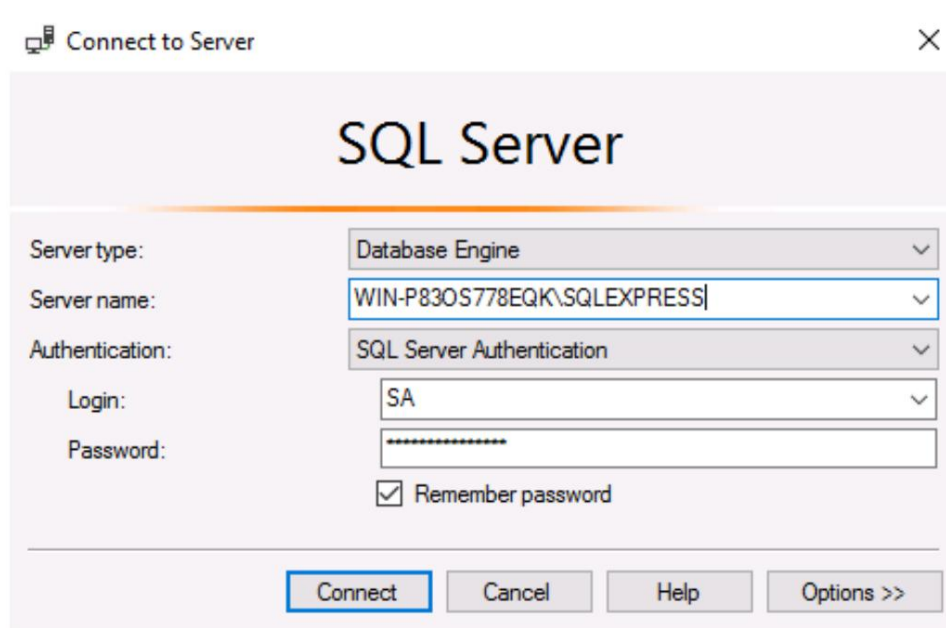 Connect to Server
SQL Server
Server type: Database Engine
Server name: WIN-P83OS778EQK\SQLEXPRESS
Authentication: SQL Server Authentication
Login: SA
Password: ***************
Remember password
Connect Cancel Help Options >>